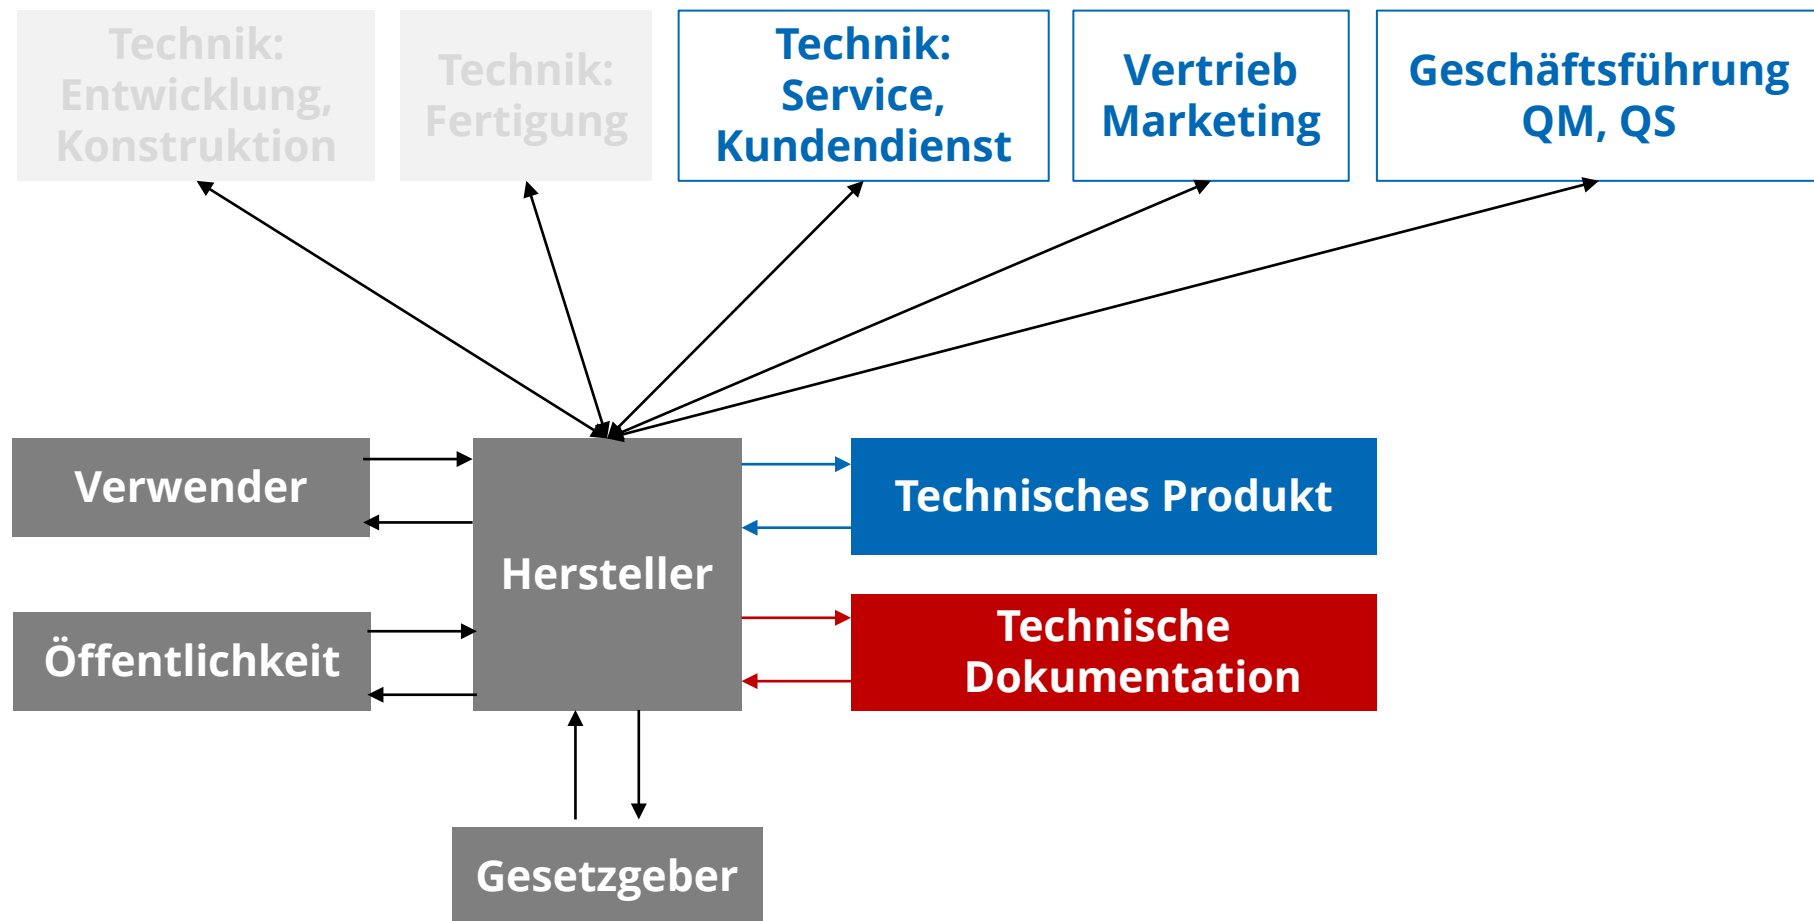 Technik:
Entwicklung,
Konstruktion
Technik:
Fertigung
Technik:
Service,
Kundendienst
Vertrieb
Marketing
Geschäftsführung
QM, QS
Verwender
Hersteller
Technisches Produkt
Öffentlichkeit
Technische
Dokumentation
Gesetzgeber